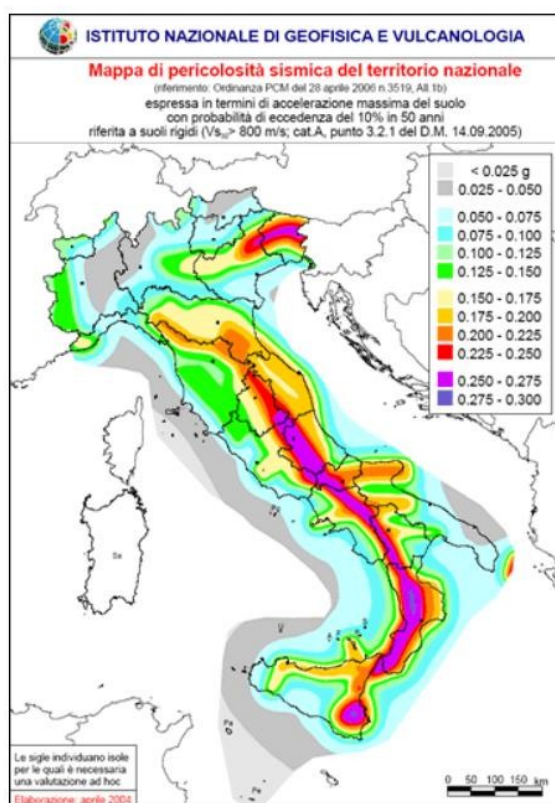 ISTITUTO NAZIONALE DI GEOFISICA E VULCANOLOGIA
Mappa di pericolosità sismica del territorio nazionale
(riferimento: Ordinanza PCM del 28 aprile 2006 n.3519, All.1b)
espressa in termini di accelerazione massima del suolo
con probabilità di eccedenza del 10% in 50 anni
riferita a suoli rigidi (Vs30> 800 m/s; cat.A, punto 3.2.1 del D.M. 14.09.2005)
< 0.025 g
0.025 - 0.050
0.050 - 0.075
0.075 - 0.100
0.100 - 0.125
0.125 - 0.150
0.150 - 0.175
0.175 - 0.200
0.200 - 0.225
0.225 - 0.250
0.250 - 0.275
0.275 - 0.300
Sa
U
Pa
Pe
Le sigle individuano isole
per le quali è necessaria
una valutazione ad hoc
Elaborazione: aprile 2004
0 50 100 150
km